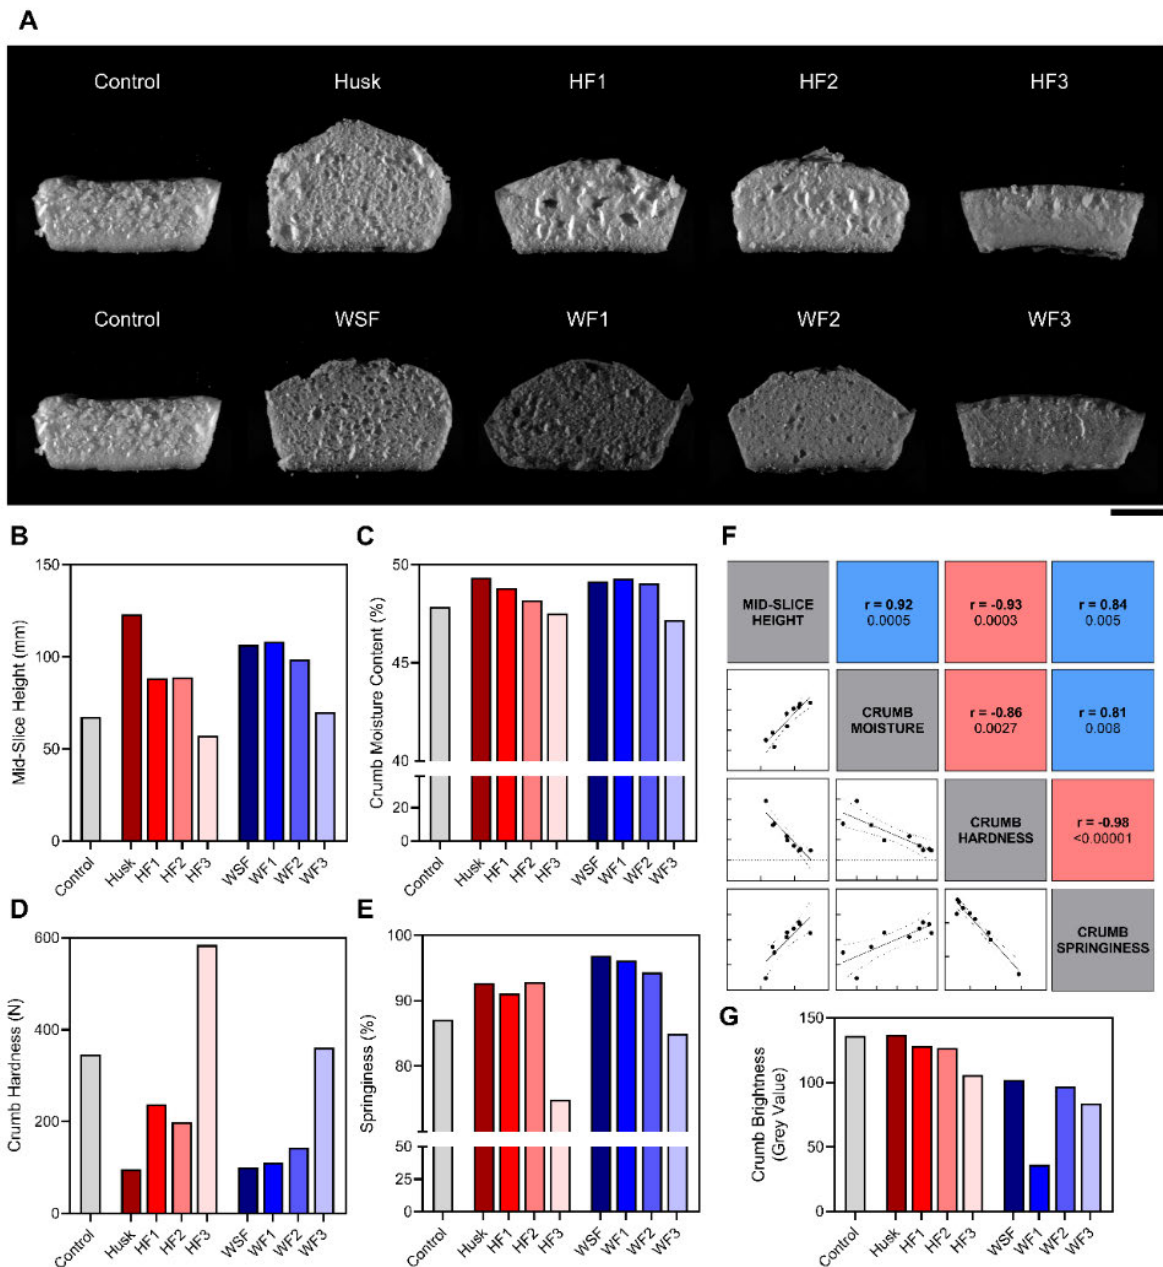 A
Control Husk HF1 HF2 HF3
Control WSF WF1 WF2 WF3
B
Mid-Slice Height (mm)
150
100
50
0
Control Husk HF1 HF2 HF3 WSF WF1 WF2 WF3
C
Crumb Moisture Content (%)
50
45
40
20
0
Control Husk HF1 HF2 HF3 WSF WF1 WF2 WF3
D
Crumb Hardness (N)
600
400
200
0
Control Husk HF1 HF2 HF3 WSF WF1 WF2 WF3
E
Springiness (%)
100
90
80
50
25
0
Control Husk HF1 HF2 HF3 WSF WF1 WF2 WF3
F
MID-SLICE
HEIGHT
r = 0.92
0.0005
r = -0.93
0.0003
r = 0.84
0.005
CRUMB
MOISTURE
r = -0.86
0.0027
r = 0.81
0.008
CRUMB
HARDNESS
r = -0.98
<0.00001
CRUMB
SPRINGINESS
G
Crumb Brightness
(Grey Value)
150
100
50
0
Control Husk HF1 HF2 HF3 WSF WF1 WF2 WF3